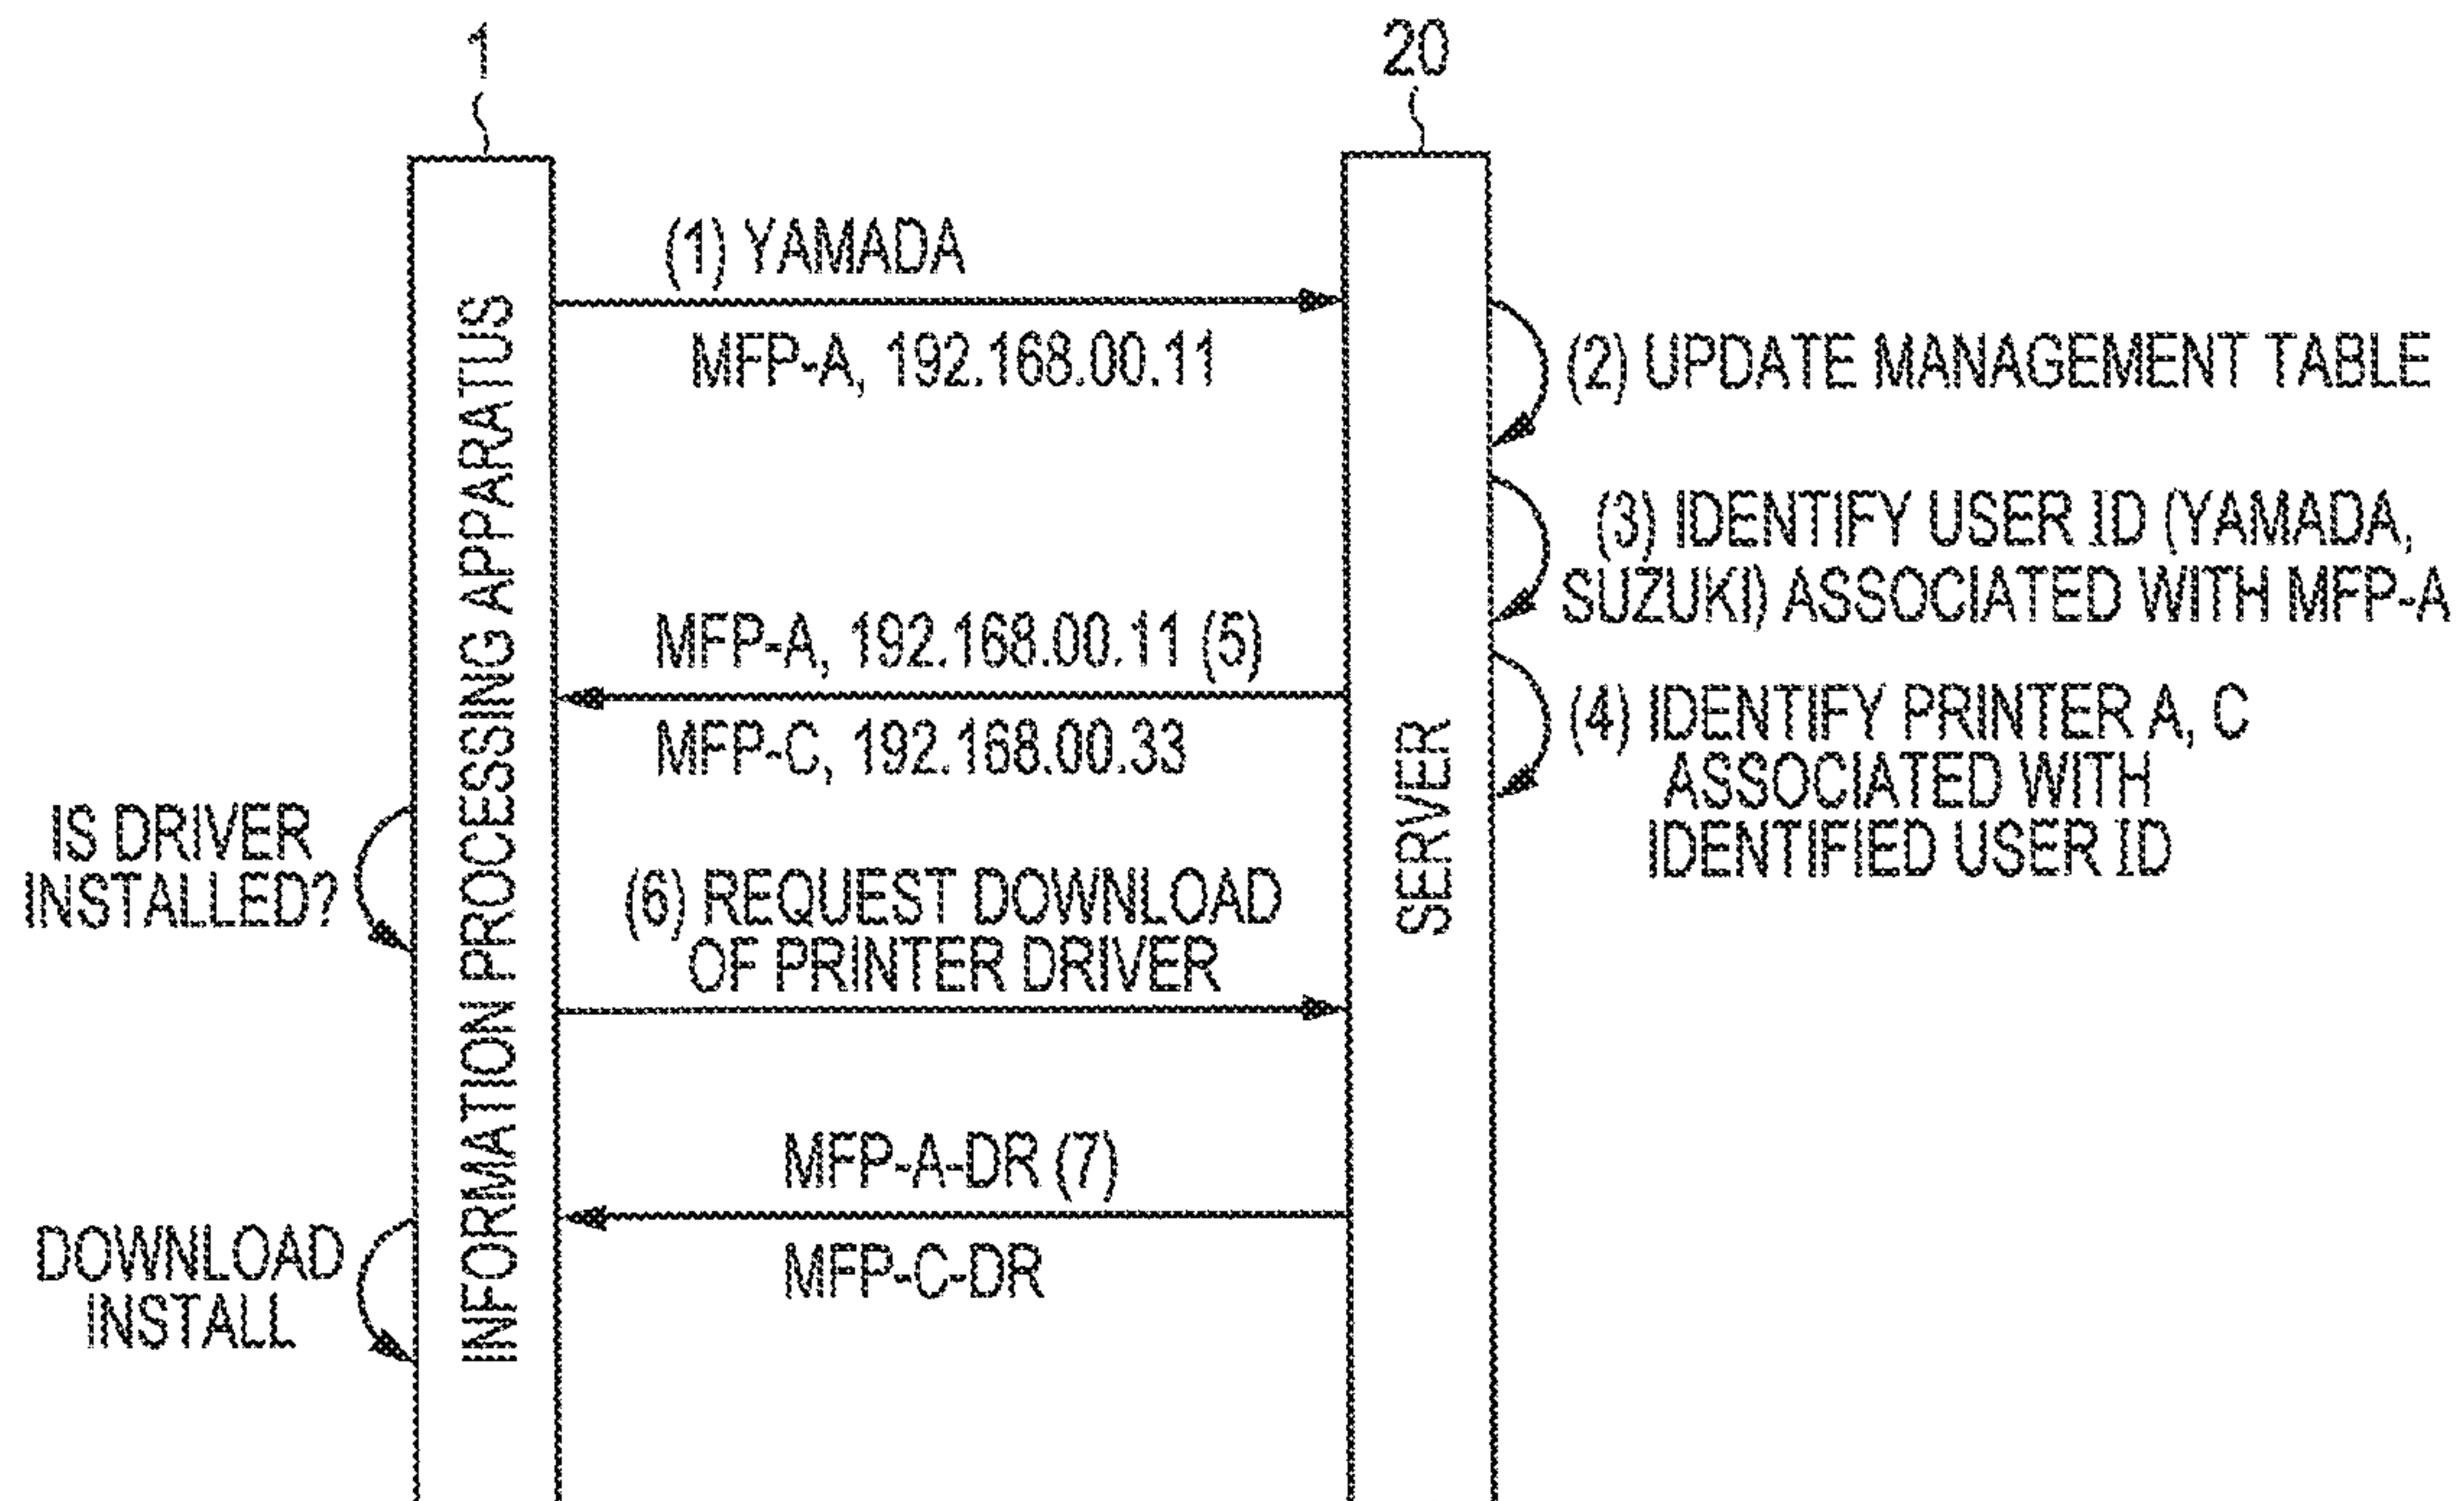 1
20
(1) YAMADA
MFP-A, 192.168.00.11
(2) UPDATE MANAGEMENT TABLE
(3) IDENTIFY USER ID (YAMADA,
SUZUKI) ASSOCIATED WITH MFP-A
MFP-A, 192.168.00.11 (5)
MFP-C, 192.168.00.33
(4) IDENTIFY PRINTER A, C
ASSOCIATED WITH
IDENTIFIED USER ID
INFORMATION PROCESSING APPARATUS
SERVER
IS DRIVER
INSTALLED?
(6) REQUEST DOWNLOAD
OF PRINTER DRIVER
MFP-A-DR (7)
MFP-C-DR
DOWNLOAD
INSTALL